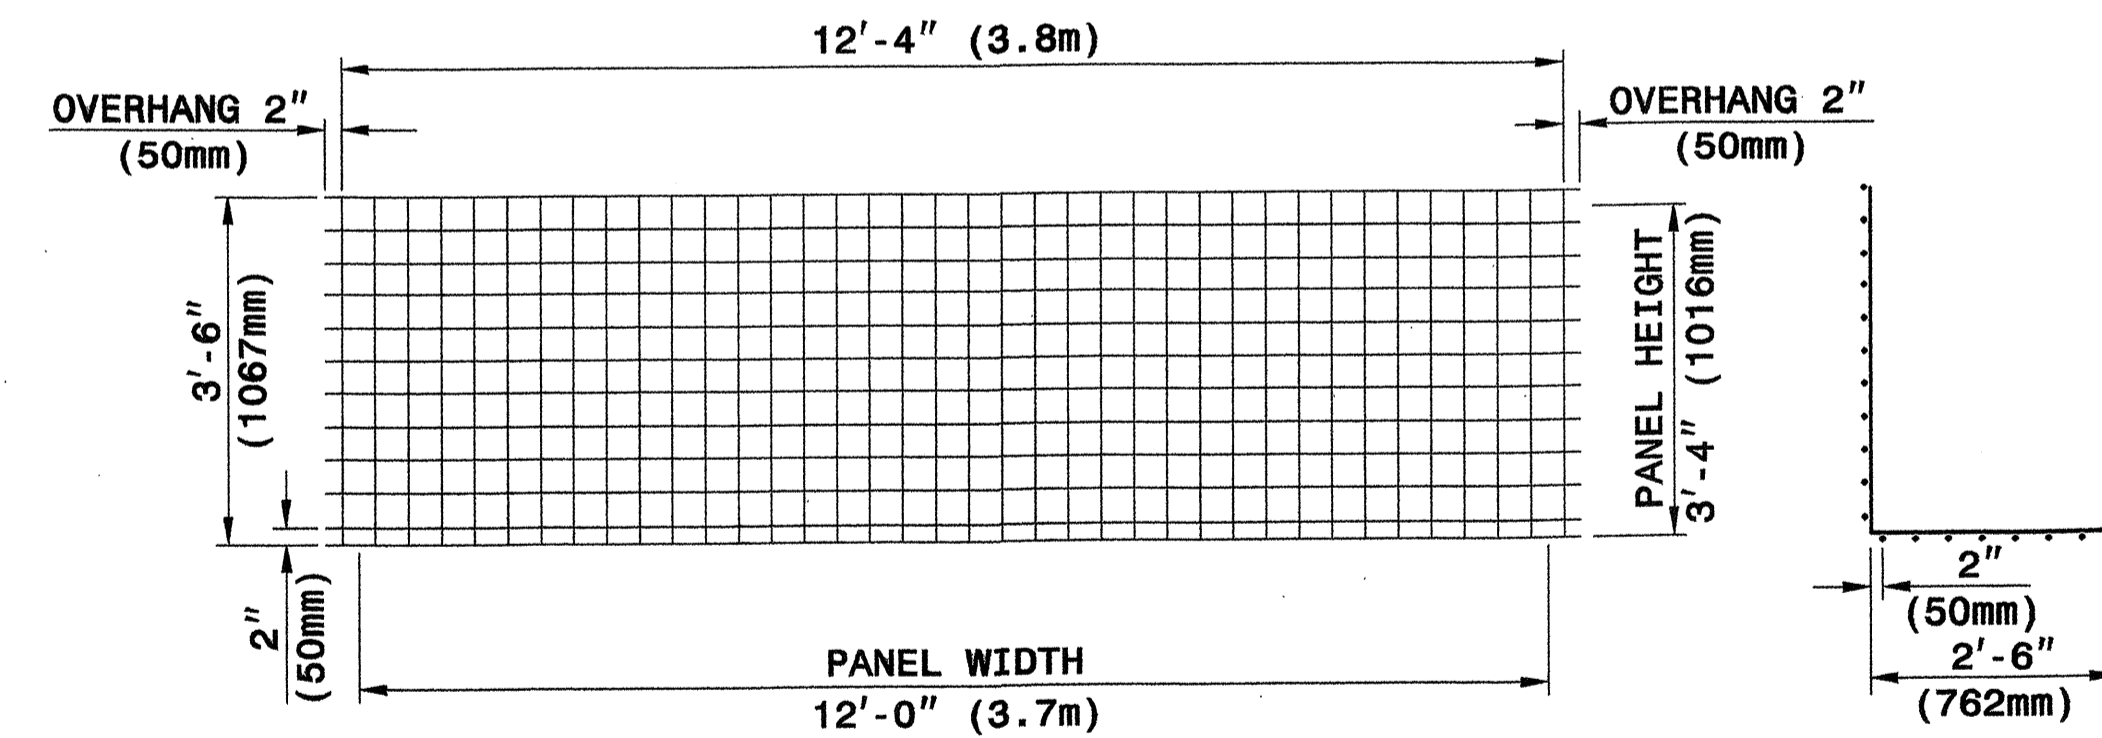 12'-4" (3.8m)
OVERHANG 2"
(50mm)
OVERHANG 2"
(50mm)
3'-6"
(1067mm)
PANEL HEIGHT
3'-4" (1016mm)
2"
(50mm)
2"
(50mm)
2'-6"
(762mm)
PANEL WIDTH
12'-0" (3.7m)